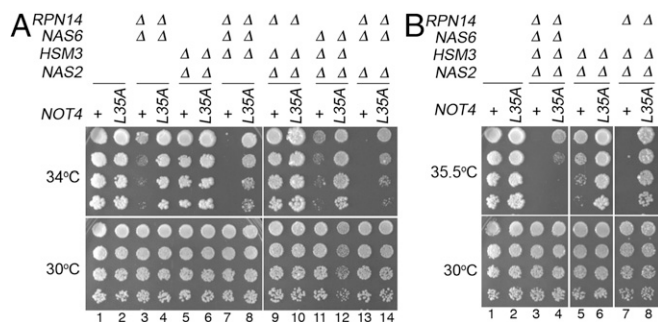 A
RPN14 Δ Δ Δ Δ Δ Δ Δ Δ
NAS6 Δ Δ Δ Δ Δ Δ Δ Δ
HSM3 Δ Δ Δ Δ Δ Δ Δ Δ
NAS2 Δ Δ Δ Δ Δ Δ Δ Δ
NOT4 + L35A + L35A + L35A + L35A + L35A + L35A + L35A
34°C
30°C
1 2 3 4 5 6 7 8 9 10 11 12 13 14
B
RPN14 Δ Δ Δ Δ
NAS6 Δ Δ
HSM3 Δ Δ Δ Δ Δ Δ
NAS2 Δ Δ Δ Δ Δ Δ
NOT4 + L35A + L35A + L35A + L35A
35.5°C
30°C
1 2 3 4 5 6 7 8